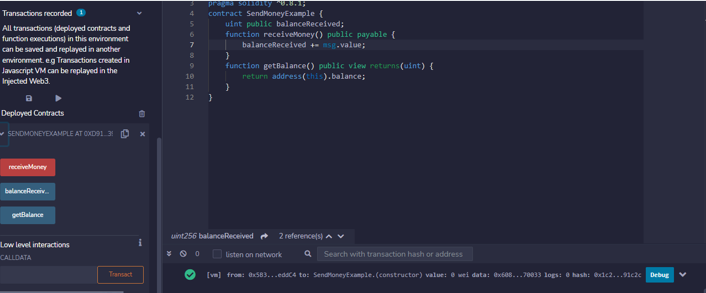 Transactions recorded 1
All transactions (deployed contracts and
function executions) in this environment
can be saved and replayed in another
environment. e.g Transactions created in
Javascript VM can be replayed in the
Injected Web3.
Deployed Contracts
SENDMONEYEXAMPLE AT 0XD91...39
receiveMoney
balanceReceiv...
getBalance
Low level interactions
i
CALLDATA
Transact
3 pragma solidity ^0.8.1;
4 contract SendMoneyExample {
5 uint public balanceReceived;
6 function receiveMoney() public payable {
7 balanceReceived += msg.value;
8 }
9 function getBalance() public view returns(uint) {
10 return address(this).balance;
11 }
12 }
uint256 balanceReceived 2 reference(s)
0 listen on network Search with transaction hash or address
[vm] from: 0x5B3...eddC4 to: SendMoneyExample.(constructor) value: 0 wei data: 0x608...70033 logs: 0 hash: 0x1c2...91c2c Debug